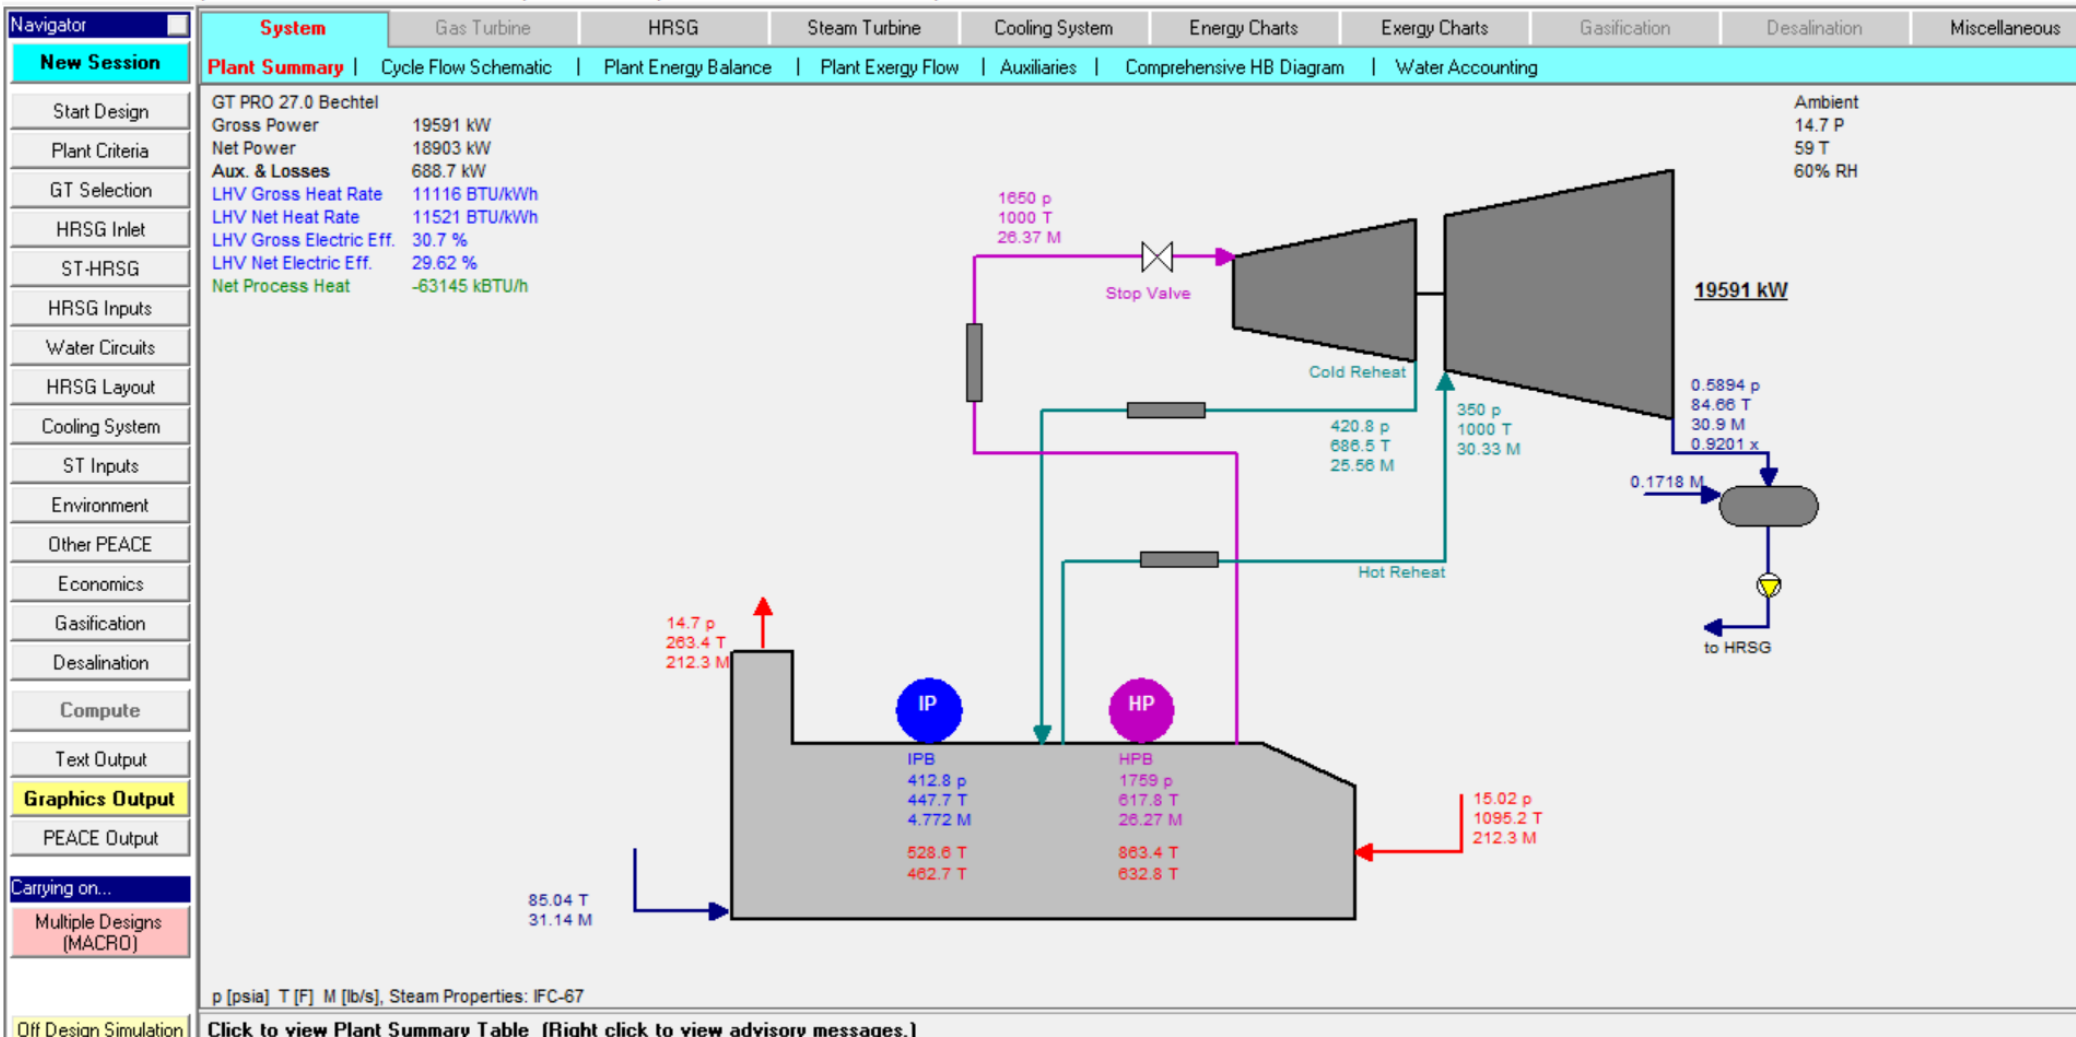 Navigator
New Session
Start Design
Plant Criteria
GT Selection
HRSG Inlet
ST-HRSG
HRSG Inputs
Water Circuits
HRSG Layout
Cooling System
ST Inputs
Environment
Other PEACE
Economics
Gasification
Desalination
Compute
Text Output
Graphics Output
PEACE Output
Carrying on...
Multiple Designs
(MACRO)
Off Design Simulation
System Gas Turbine HRSG Steam Turbine Cooling System Energy Charts Exergy Charts Gasification Desalination Miscellaneous
Plant Summary | Cycle Flow Schematic | Plant Energy Balance | Plant Exergy Flow | Auxiliaries | Comprehensive HB Diagram | Water Accounting
GT PRO 27.0 Bechtel
Gross Power 19591 kW
Net Power 18903 kW
Aux. & Losses 688.7 kW
LHV Gross Heat Rate 11116 BTU/kWh
LHV Net Heat Rate 11521 BTU/kWh
LHV Gross Electric Eff. 30.7 %
LHV Net Electric Eff. 29.62 %
Net Process Heat -63145 kBTU/h
Ambient
14.7 P
59 T
60% RH
1650 p
1000 T
26.37 M
Stop Valve
19591 kW
Cold Reheat
420.8 p
686.5 T
25.56 M
350 p
1000 T
30.33 M
0.5894 p
84.66 T
30.9 M
0.9201 x
0.1718 M
Hot Reheat
to HRSG
14.7 p
263.4 T
212.3 M
IP
HP
IPB
412.8 p
447.7 T
4.772 M
528.6 T
462.7 T
HPB
1759 p
617.8 T
26.27 M
863.4 T
632.8 T
15.02 p
1095.2 T
212.3 M
85.04 T
31.14 M
p [psia] T [F] M [lb/s], Steam Properties: IFC-67
Click to view Plant Summary Table (Right click to view advisory messages.)